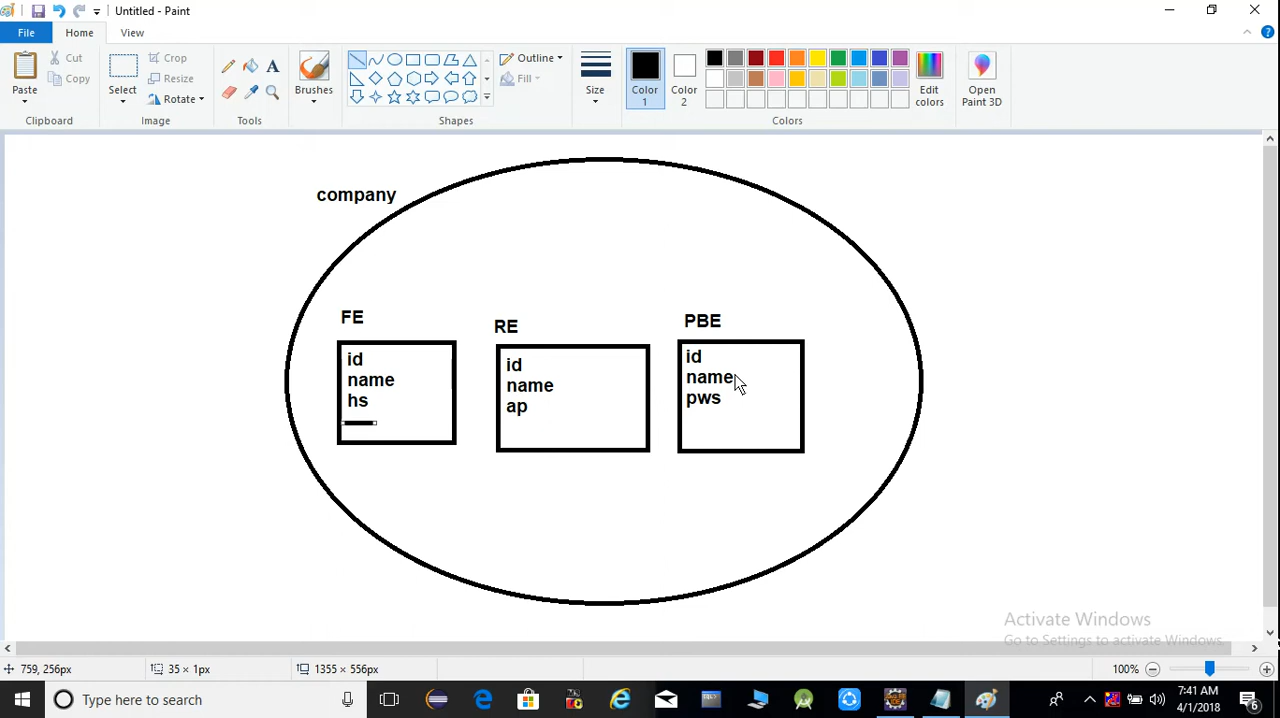 Untitled - Paint
File
Home
View
Paste
Cut
Copy
Clipboard
Select
Crop
Resize
Rotate
Image
A
Tools
Brushes
Outline
Fill
Shapes
Size
Color 1
Color 2
Edit colors
Colors
Open Paint 3D
company
FE
id
name
hs
RE
id
name
ap
PBE
id
name
pws
Activate Windows
Go to Settings to activate Windows.
759, 256px
35 × 1px
1355 × 556px
100%
Type here to search
7:41 AM
4/1/2018
6